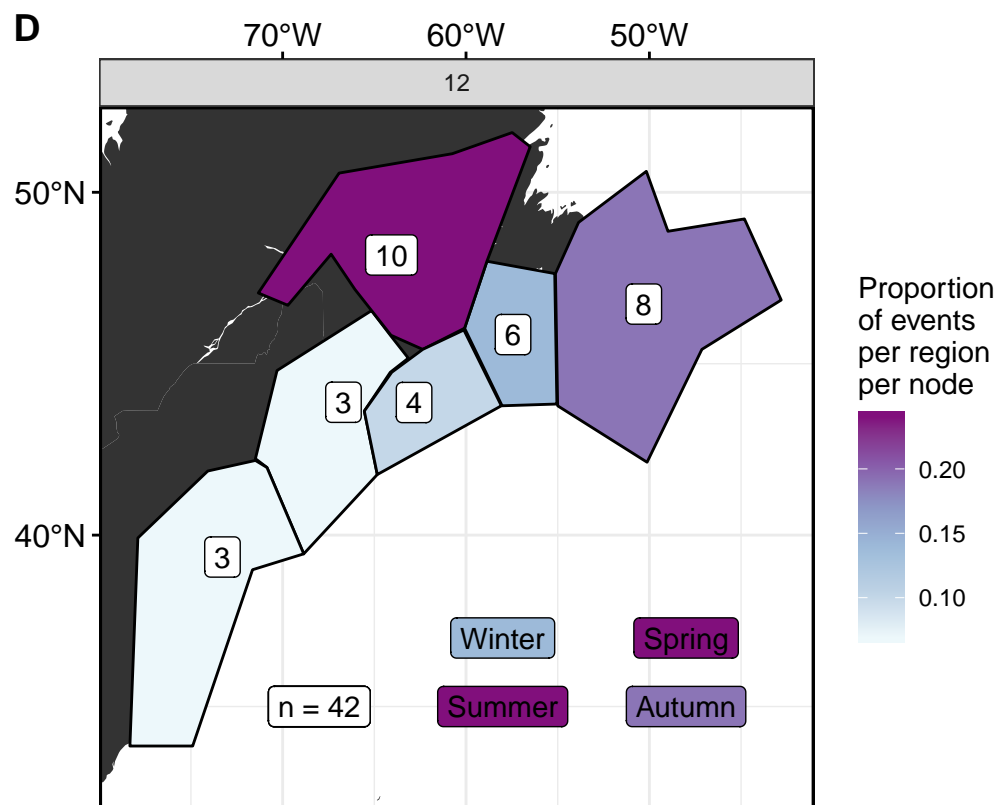 D
70°W 60°W 50°W
12
50°N
10
8
6
Proportion
of events
per region
per node
3
4
0.20
0.15
0.10
40°N
3
Winter
Spring
n = 42
Summer
Autumn